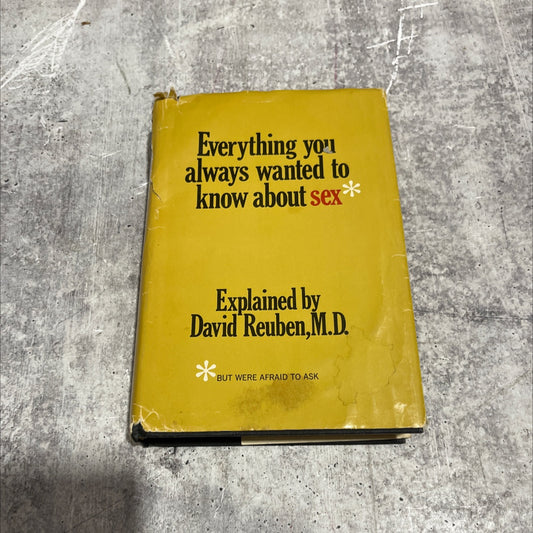 Everything you
always wanted to
know about sex*
Explained by
David Reuben, M.D.
*BUT WERE AFRAID TO ASK